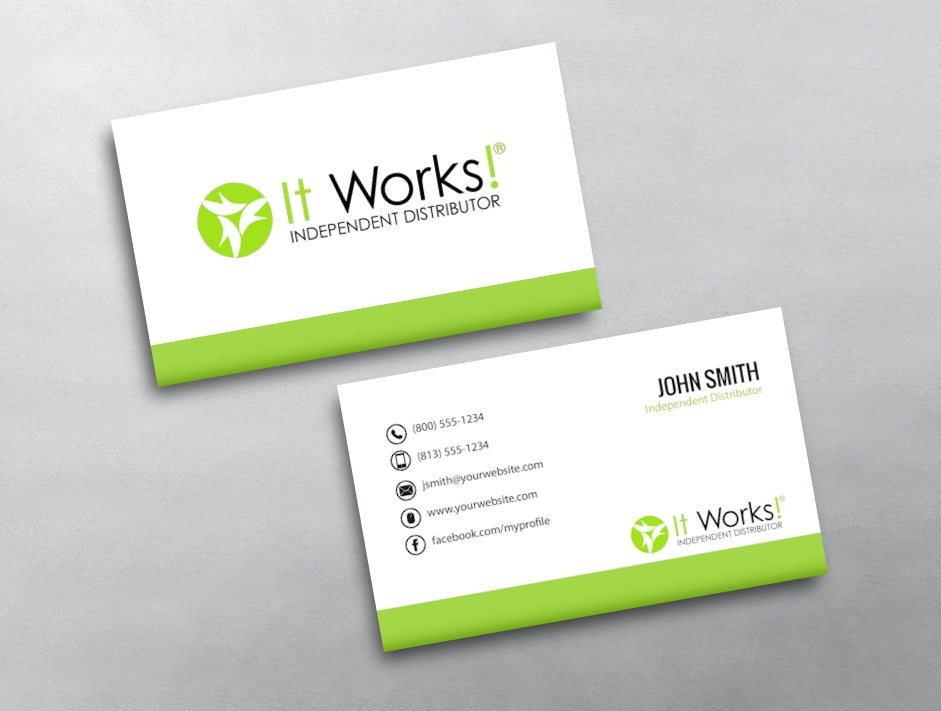 It Works!®
INDEPENDENT DISTRIBUTOR
JOHN SMITH
Independent Distributor
(800) 555-1234
(813) 555-1234
jsmith@yourwebsite.com
www.yourwebsite.com
facebook.com/myprofile
It Works!®
INDEPENDENT DISTRIBUTOR